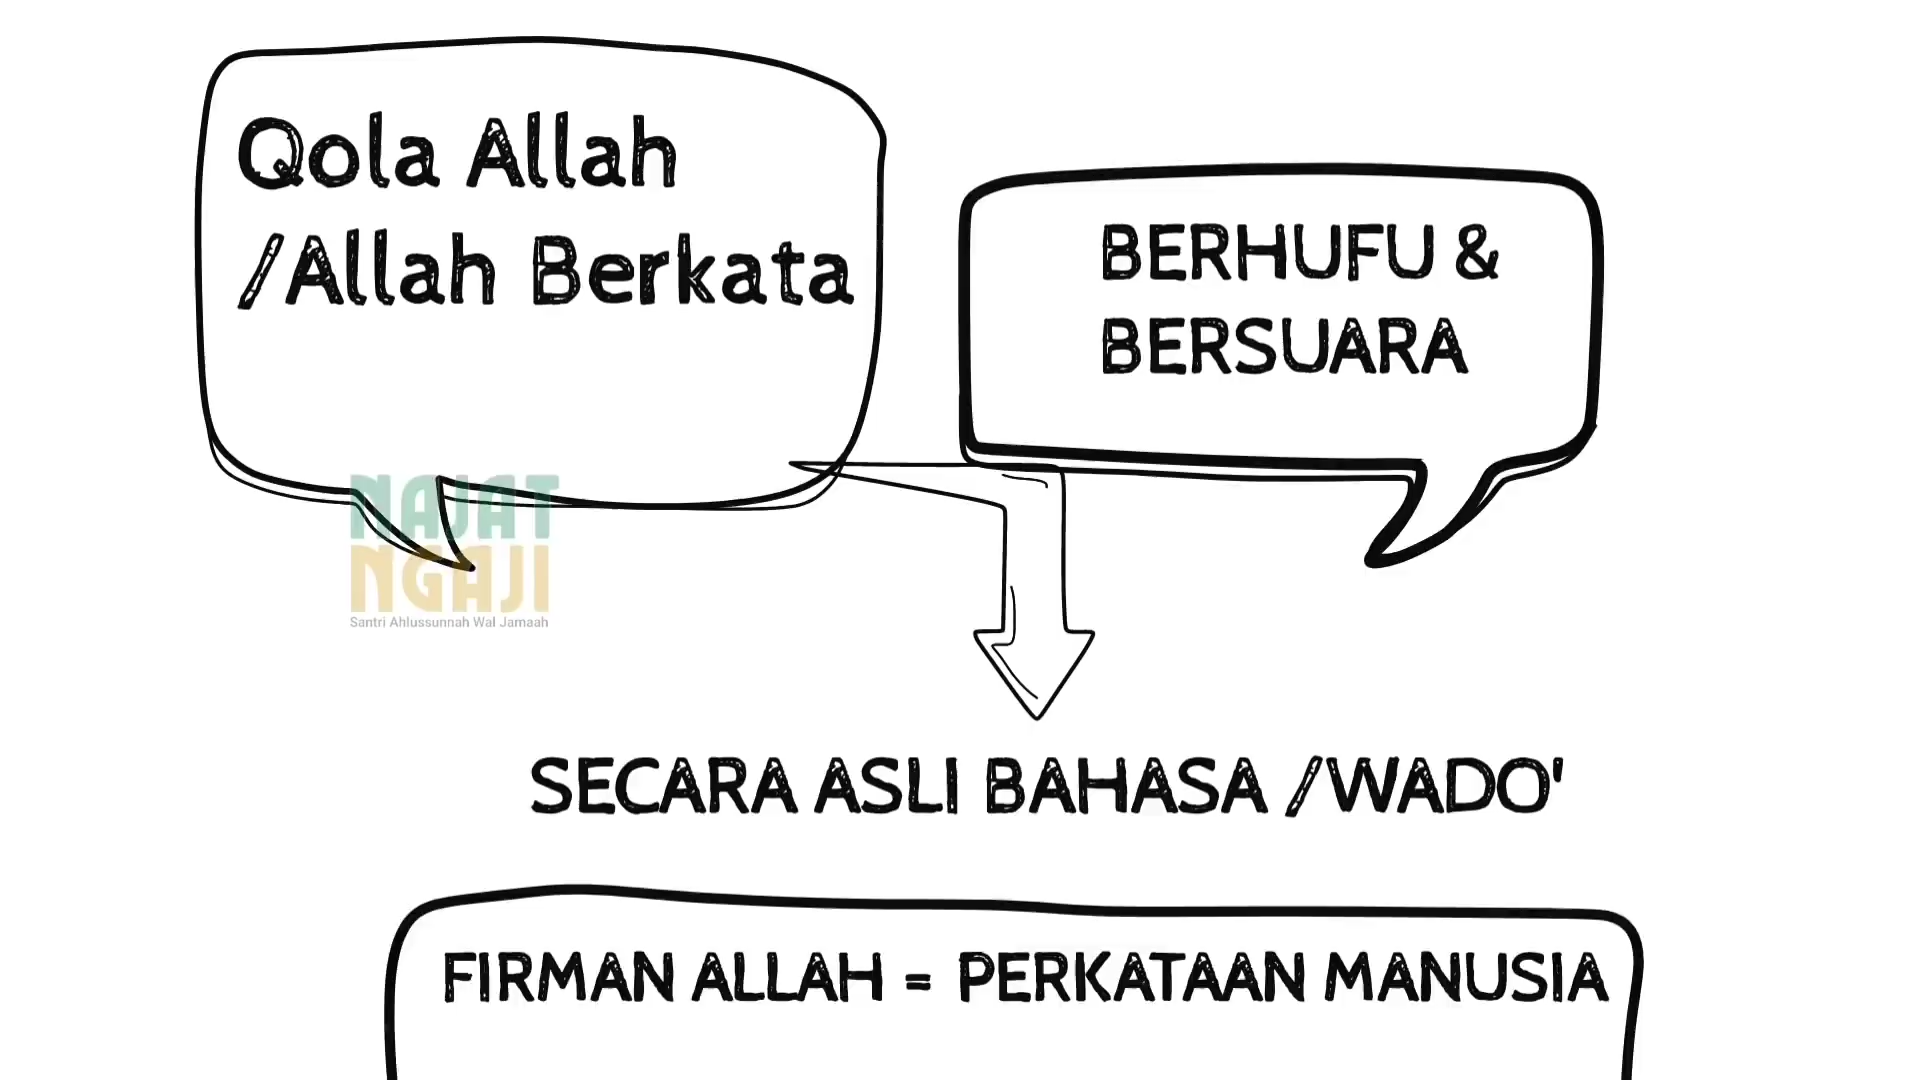 Qola Allah
/Allah Berkata
BERHUFU &
BERSUARA
NAJAT
NGAJI
Santri Ahlussunnah Wal Jamaah
SECARA ASLI BAHASA /WADO'
FIRMAN ALLAH = PERKATAAN MANUSIA